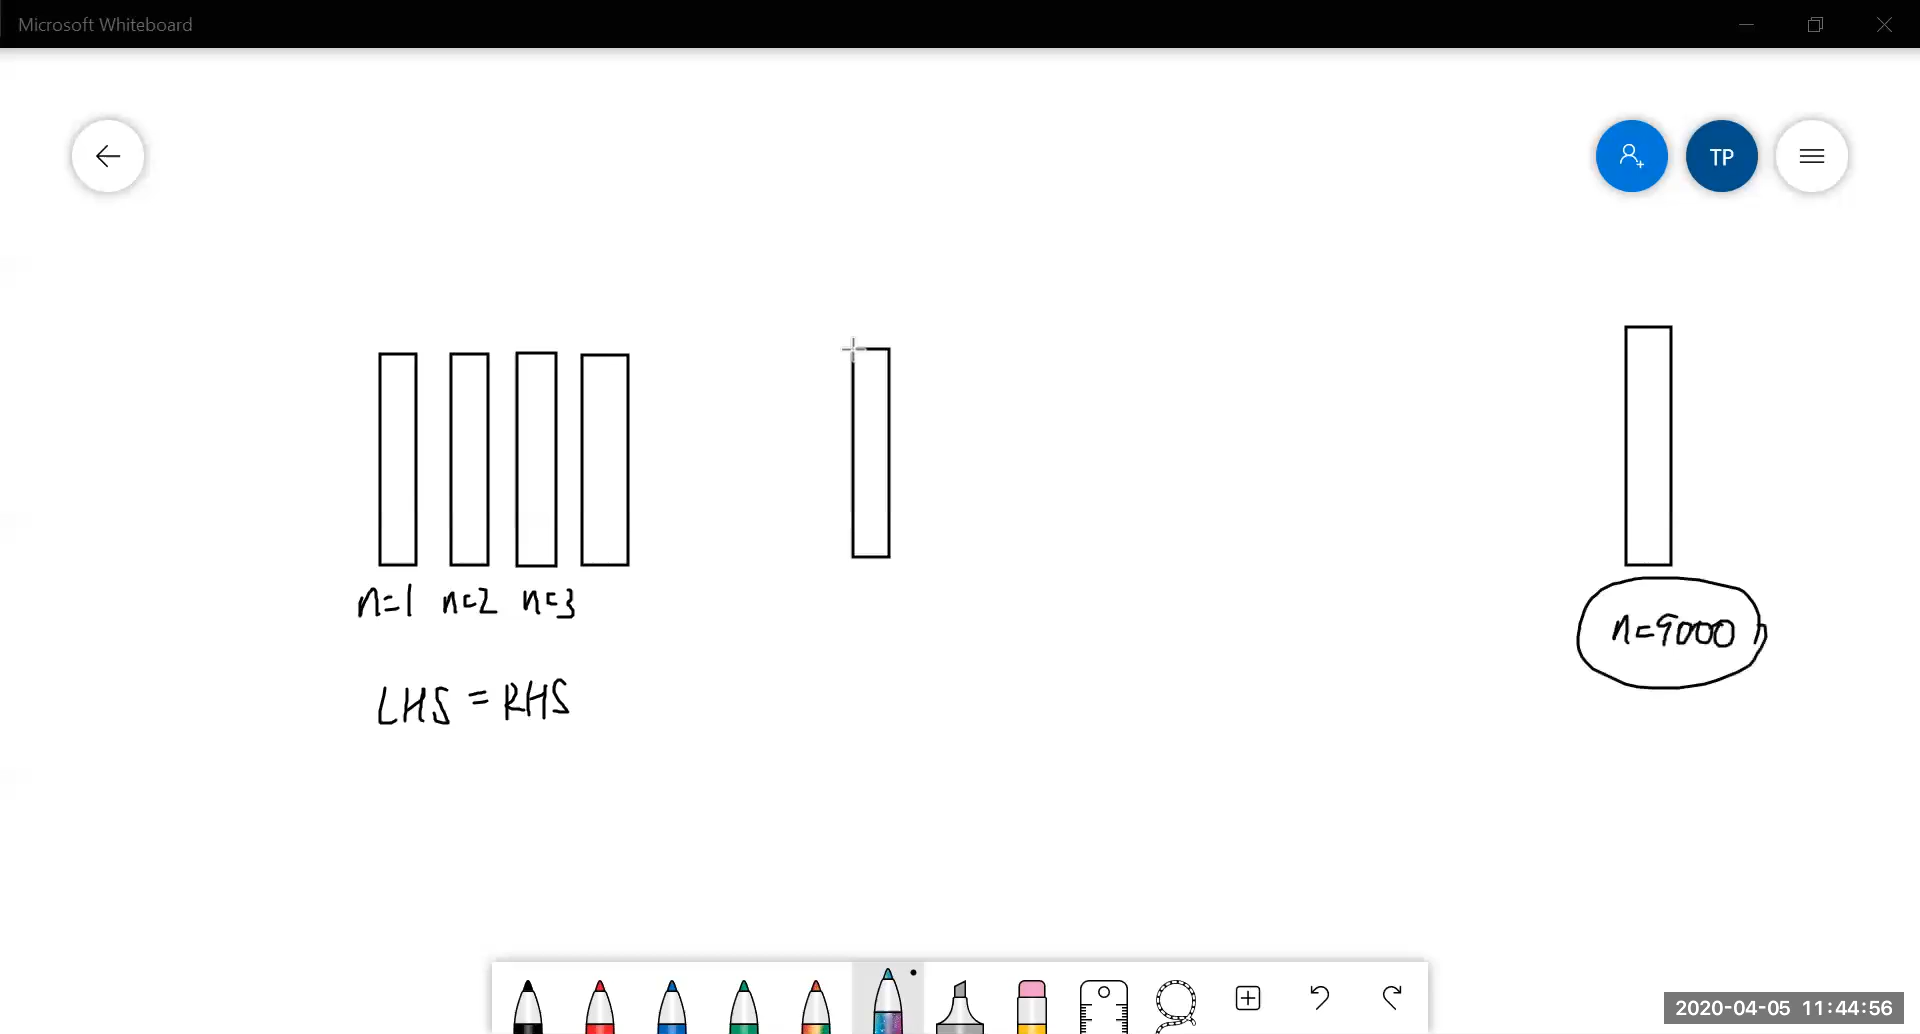 Microsoft Whiteboard
TP
n=1 n=2 n=3
n=9000
LHS = RHS
2020-04-05 11:44:56